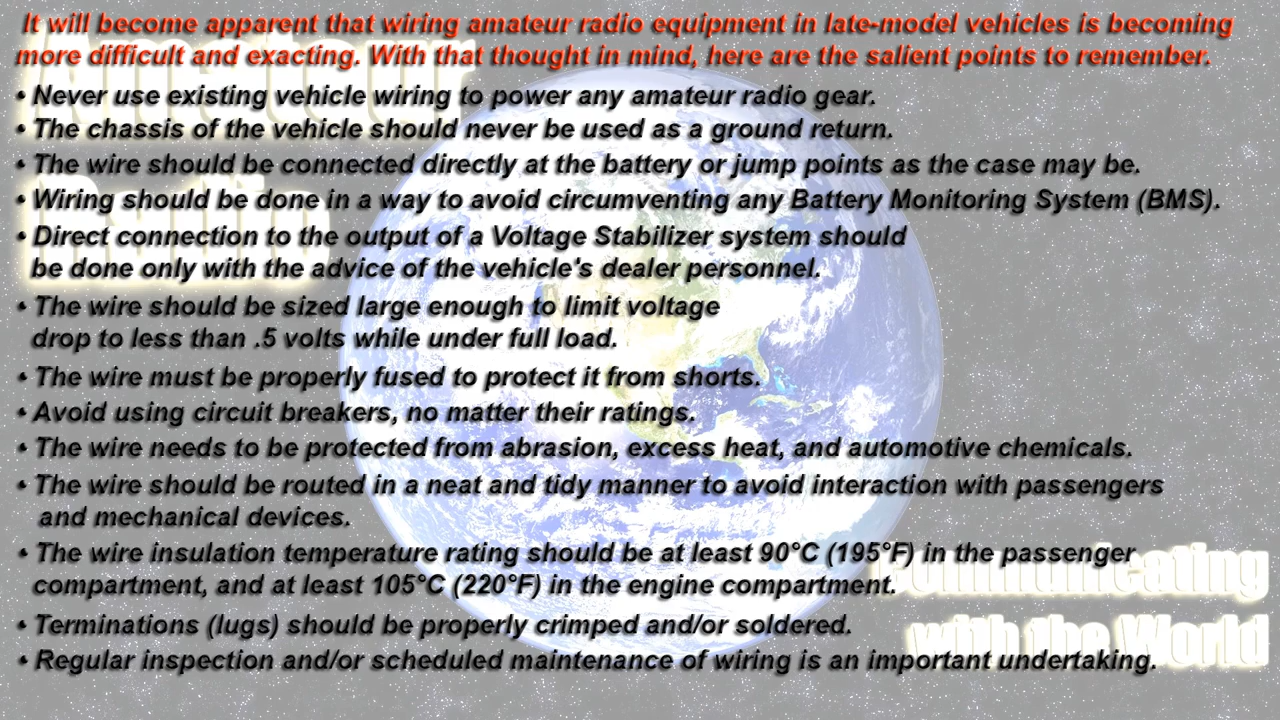 It will become apparent that wiring amateur radio equipment in late-model vehicles is becoming
more difficult and exacting. With that thought in mind, here are the salient points to remember.
• Never use existing vehicle wiring to power any amateur radio gear.
• The chassis of the vehicle should never be used as a ground return.
• The wire should be connected directly at the battery or jump points as the case may be.
• Wiring should be done in a way to avoid circumventing any Battery Monitoring System (BMS).
• Direct connection to the output of a Voltage Stabilizer system should
be done only with the advice of the vehicle's dealer personnel.
• The wire should be sized large enough to limit voltage
drop to less than .5 volts while under full load.
• The wire must be properly fused to protect it from shorts.
• Avoid using circuit breakers, no matter their ratings.
• The wire needs to be protected from abrasion, excess heat, and automotive chemicals.
• The wire should be routed in a neat and tidy manner to avoid interaction with passengers
and mechanical devices.
• The wire insulation temperature rating should be at least 90°C (195°F) in the passenger
compartment, and at least 105°C (220°F) in the engine compartment.
• Terminations (lugs) should be properly crimped and/or soldered.
• Regular inspection and/or scheduled maintenance of wiring is an important undertaking.
Amateur
Radio
Communicating
with the World